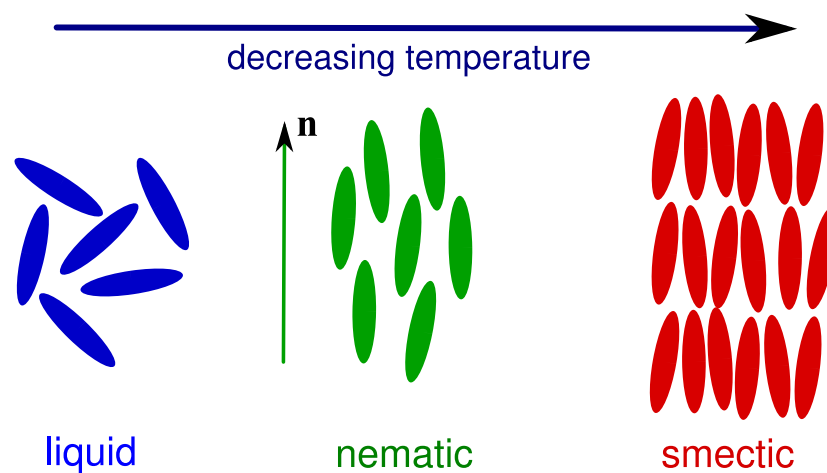 decreasing temperature
n
liquid
nematic
smectic